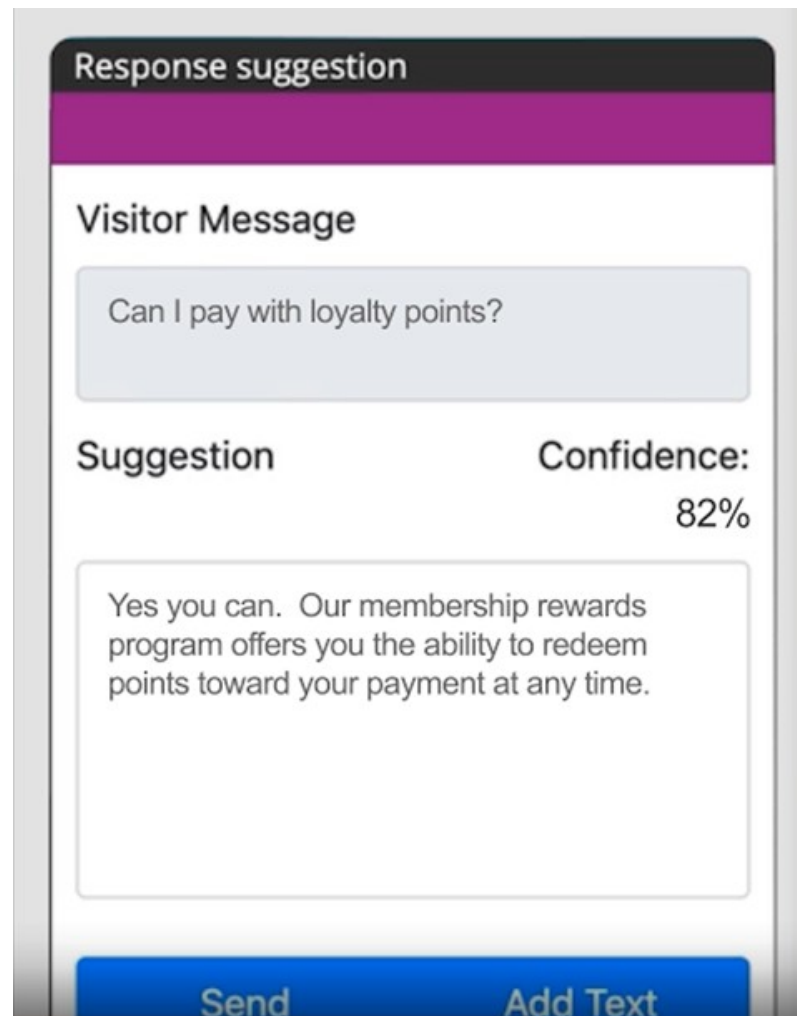 Response suggestion
Visitor Message
Can I pay with loyalty points?
Suggestion
Confidence:
82%
Yes you can.  Our membership rewards
program offers you the ability to redeem
points toward your payment at any time.
Send
Add Text